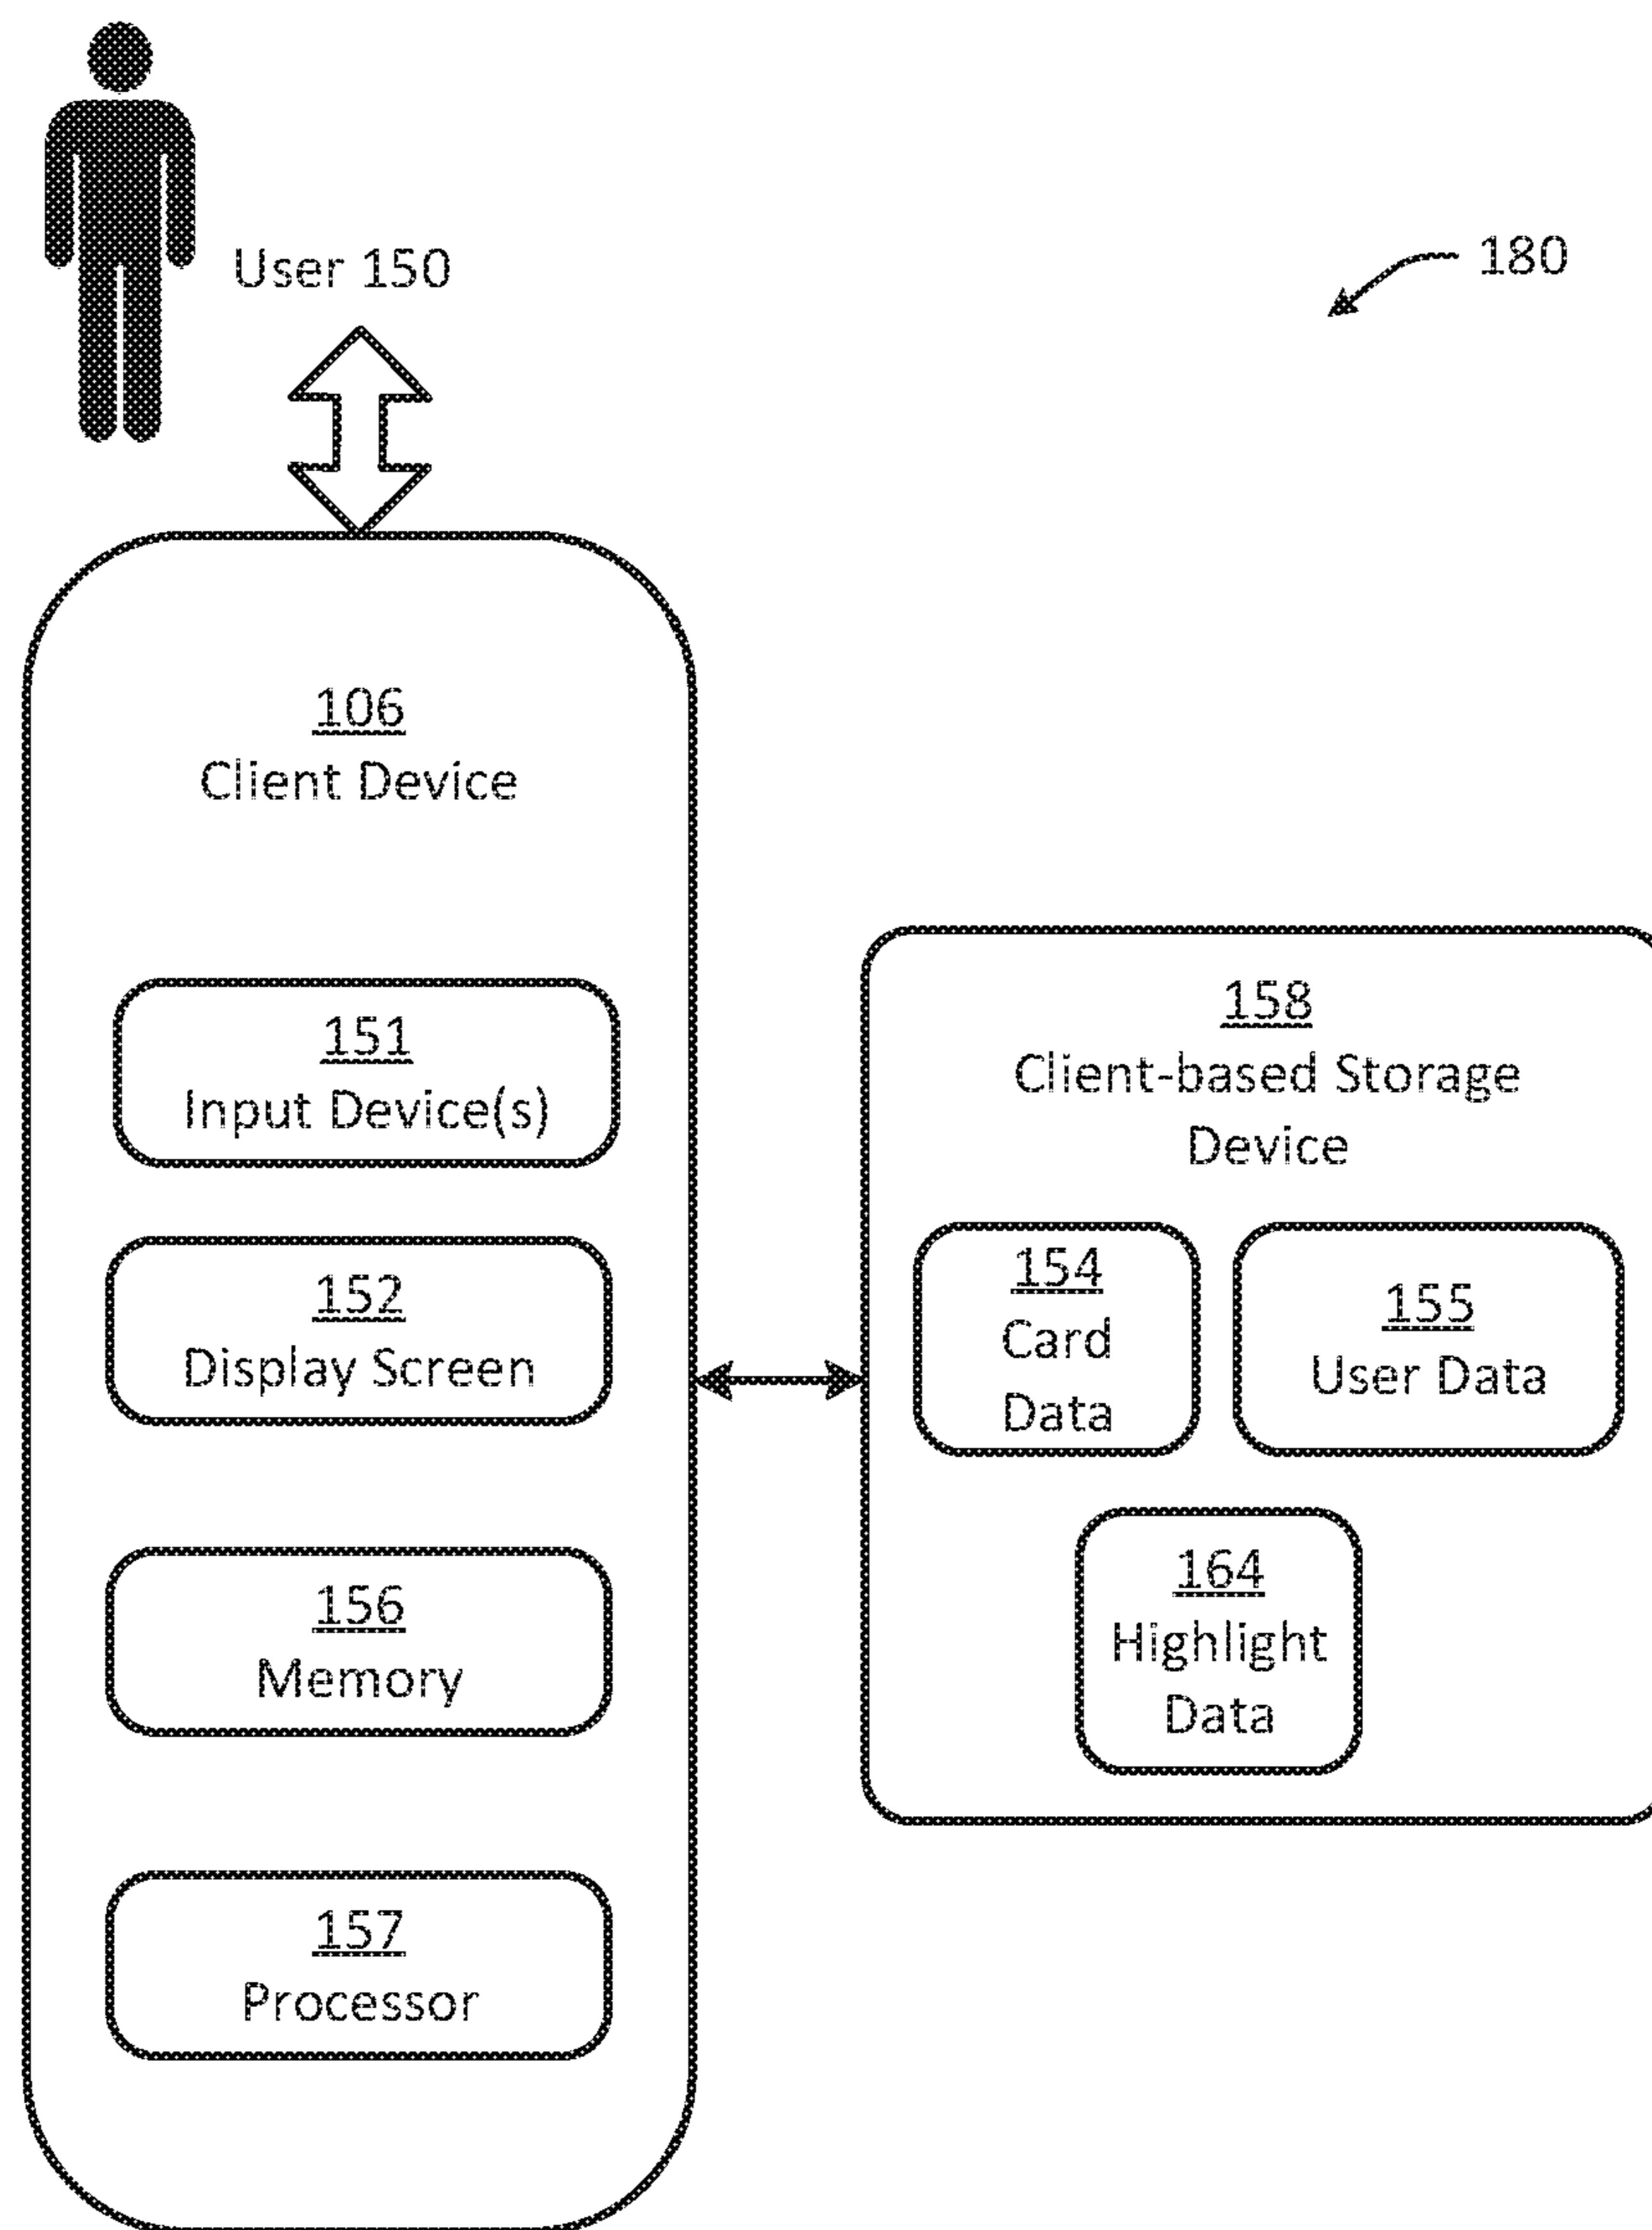 User 150
180
106
Client Device
151
Input Device(s)
152
Display Screen
156
Memory
157
Processor
158
Client-based Storage
Device
154
Card
Data
155
User Data
164
Highlight
Data